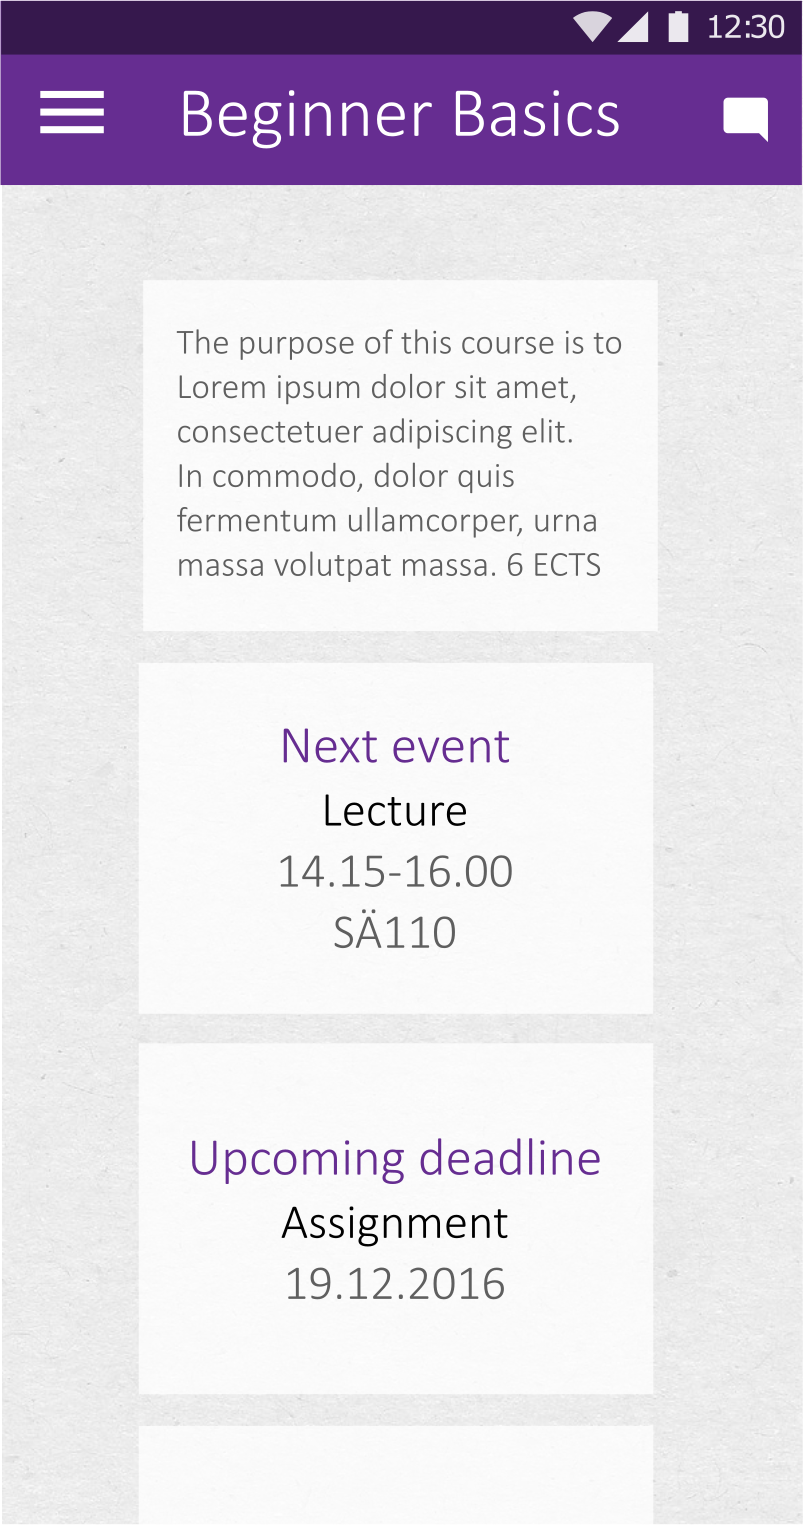 12:30
Beginner Basics
The purpose of this course is to
Lorem ipsum dolor sit amet,
consectetuer adipiscing elit.
In commodo, dolor quis
fermentum ullamcorper, urna
massa volutpat massa. 6 ECTS
Next event
Lecture
14.15-16.00
SÄ110
Upcoming deadline
Assignment
19.12.2016